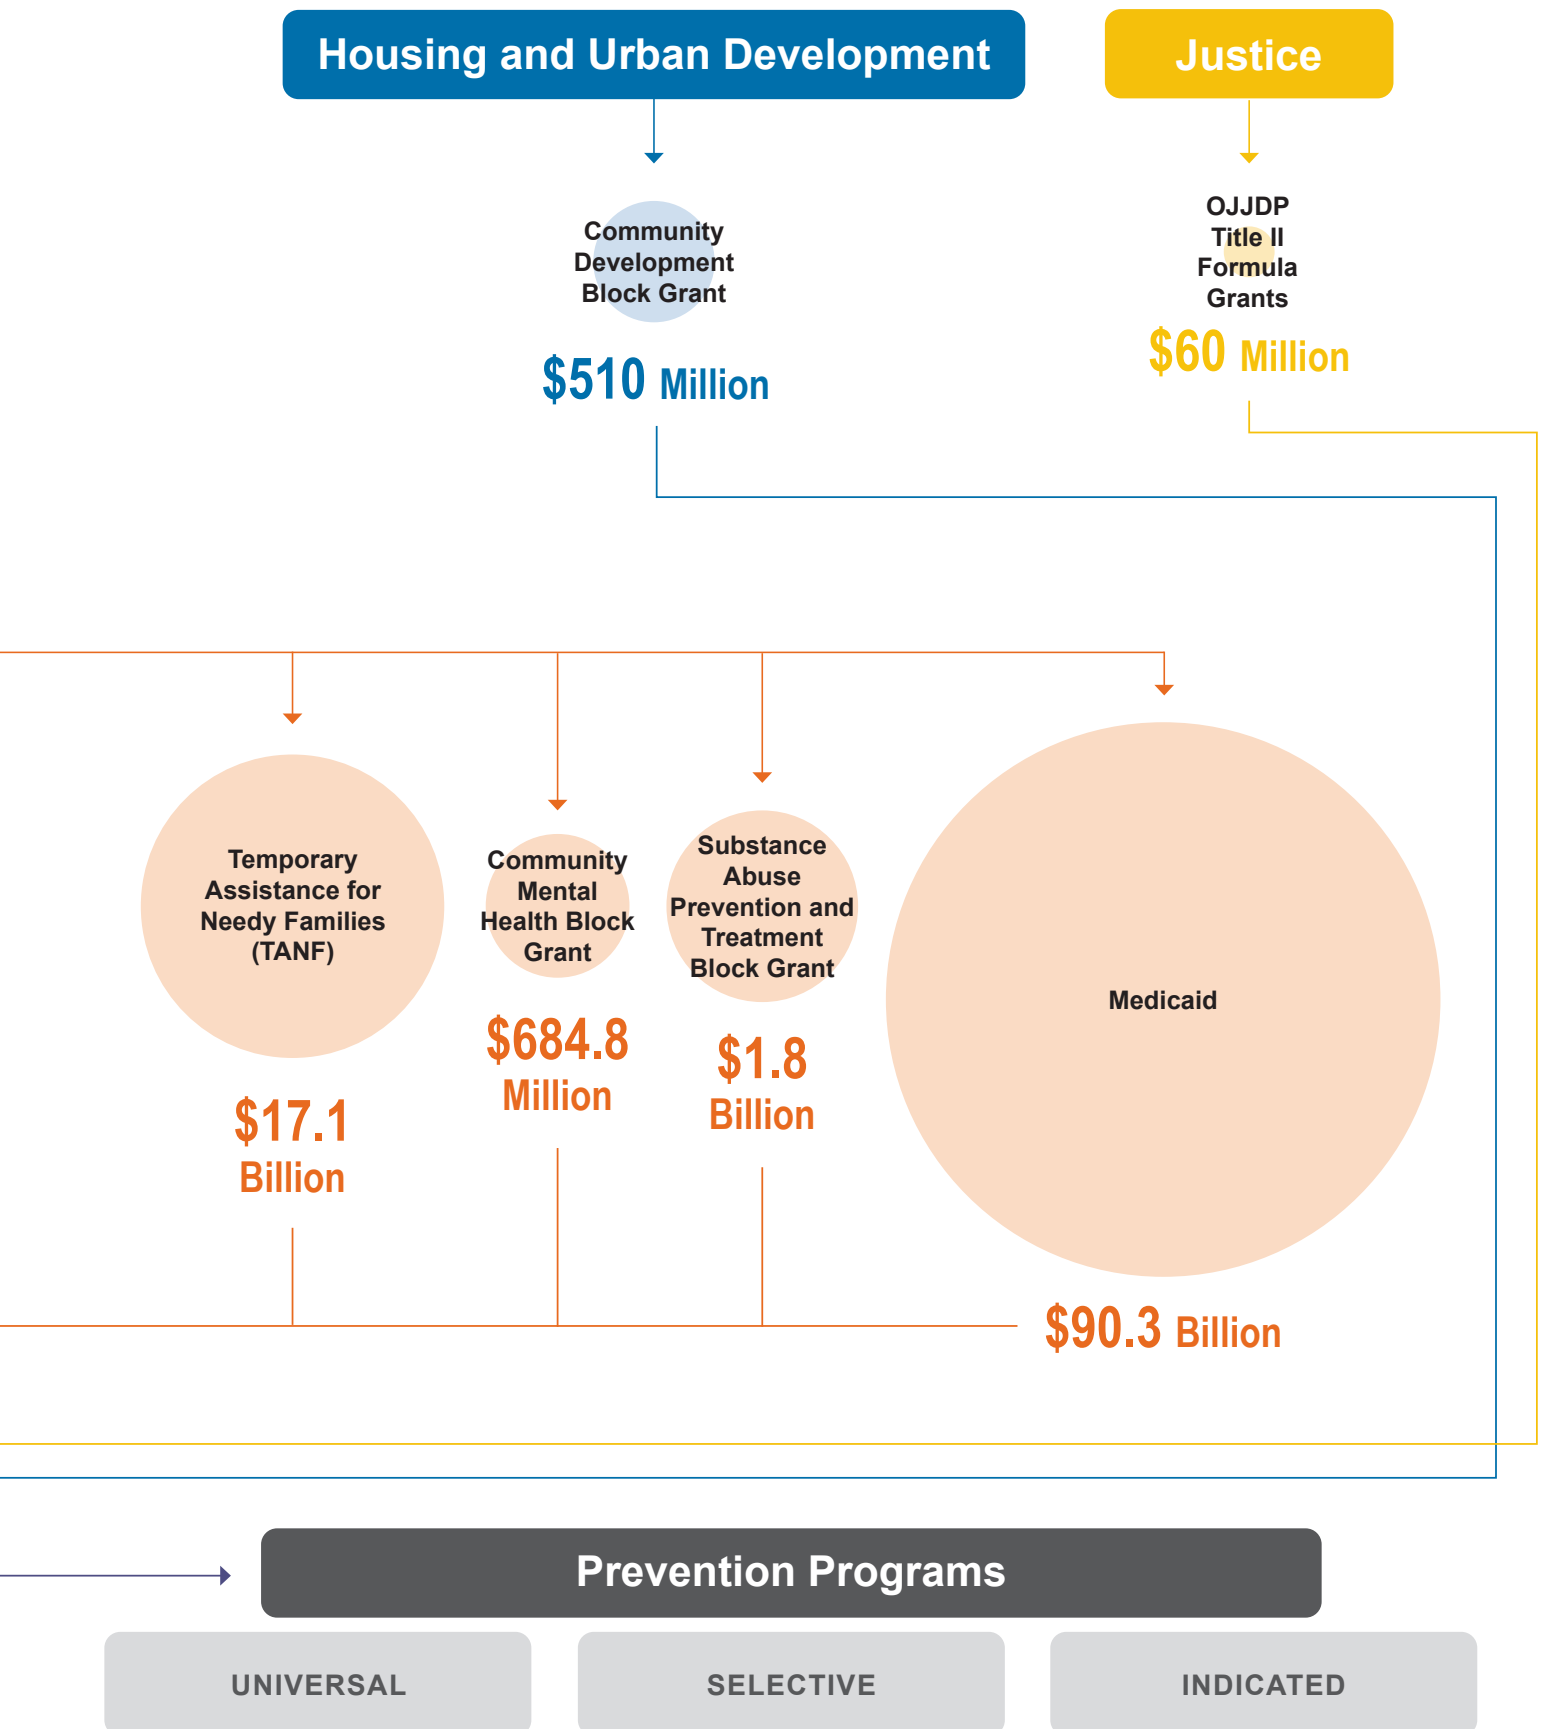 Housing and Urban Development
Justice
Community
Development
Block Grant
$510 Million
OJJDP
Title II
Formula
Grants
$60 Million
Temporary
Assistance for
Needy Families
(TANF)
$17.1
Billion
Community
Mental
Health Block
Grant
$684.8
Million
Substance
Abuse
Prevention and
Treatment
Block Grant
$1.8
Billion
Medicaid
$90.3 Billion
Prevention Programs
UNIVERSAL
SELECTIVE
INDICATED